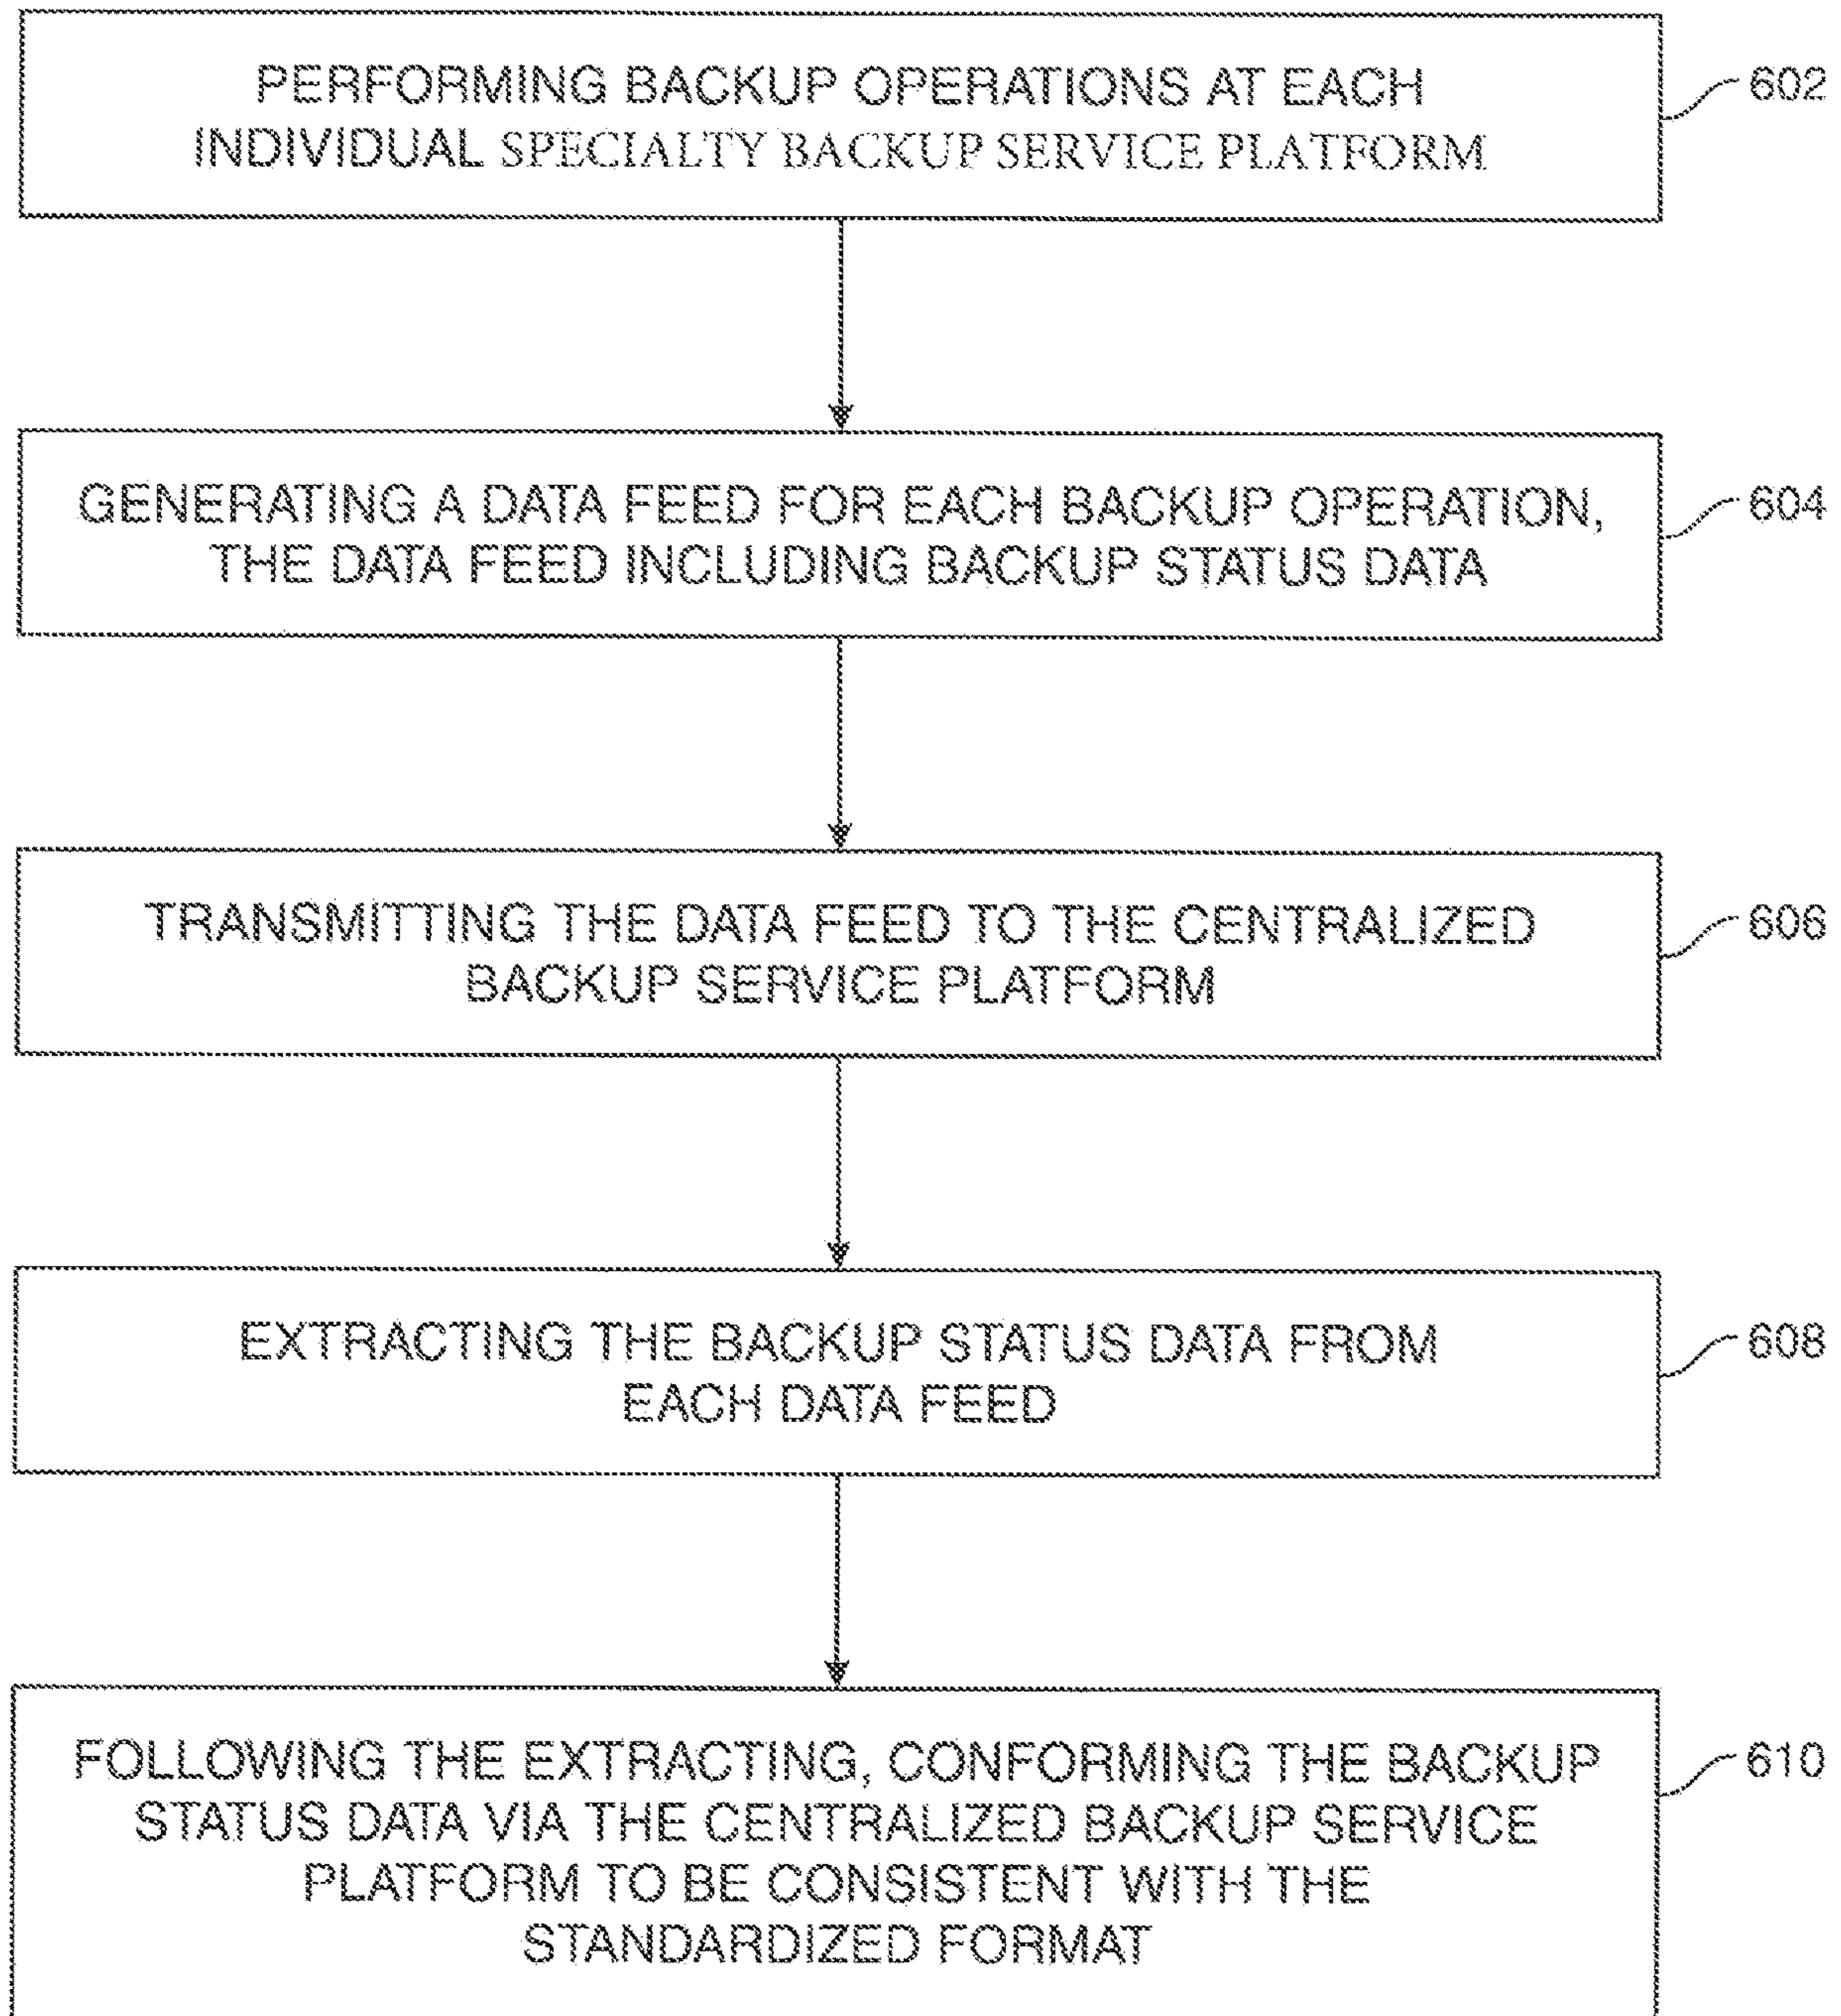 PERFORMING BACKUP OPERATIONS AT EACH
INDIVIDUAL SPECIALTY BACKUP SERVICE PLATFORM
602
GENERATING A DATA FEED FOR EACH BACKUP OPERATION,
THE DATA FEED INCLUDING BACKUP STATUS DATA
604
TRANSMITTING THE DATA FEED TO THE CENTRALIZED
BACKUP SERVICE PLATFORM
606
EXTRACTING THE BACKUP STATUS DATA FROM
EACH DATA FEED
608
FOLLOWING THE EXTRACTING, CONFORMING THE BACKUP
STATUS DATA VIA THE CENTRALIZED BACKUP SERVICE
PLATFORM TO BE CONSISTENT WITH THE
STANDARDIZED FORMAT
610